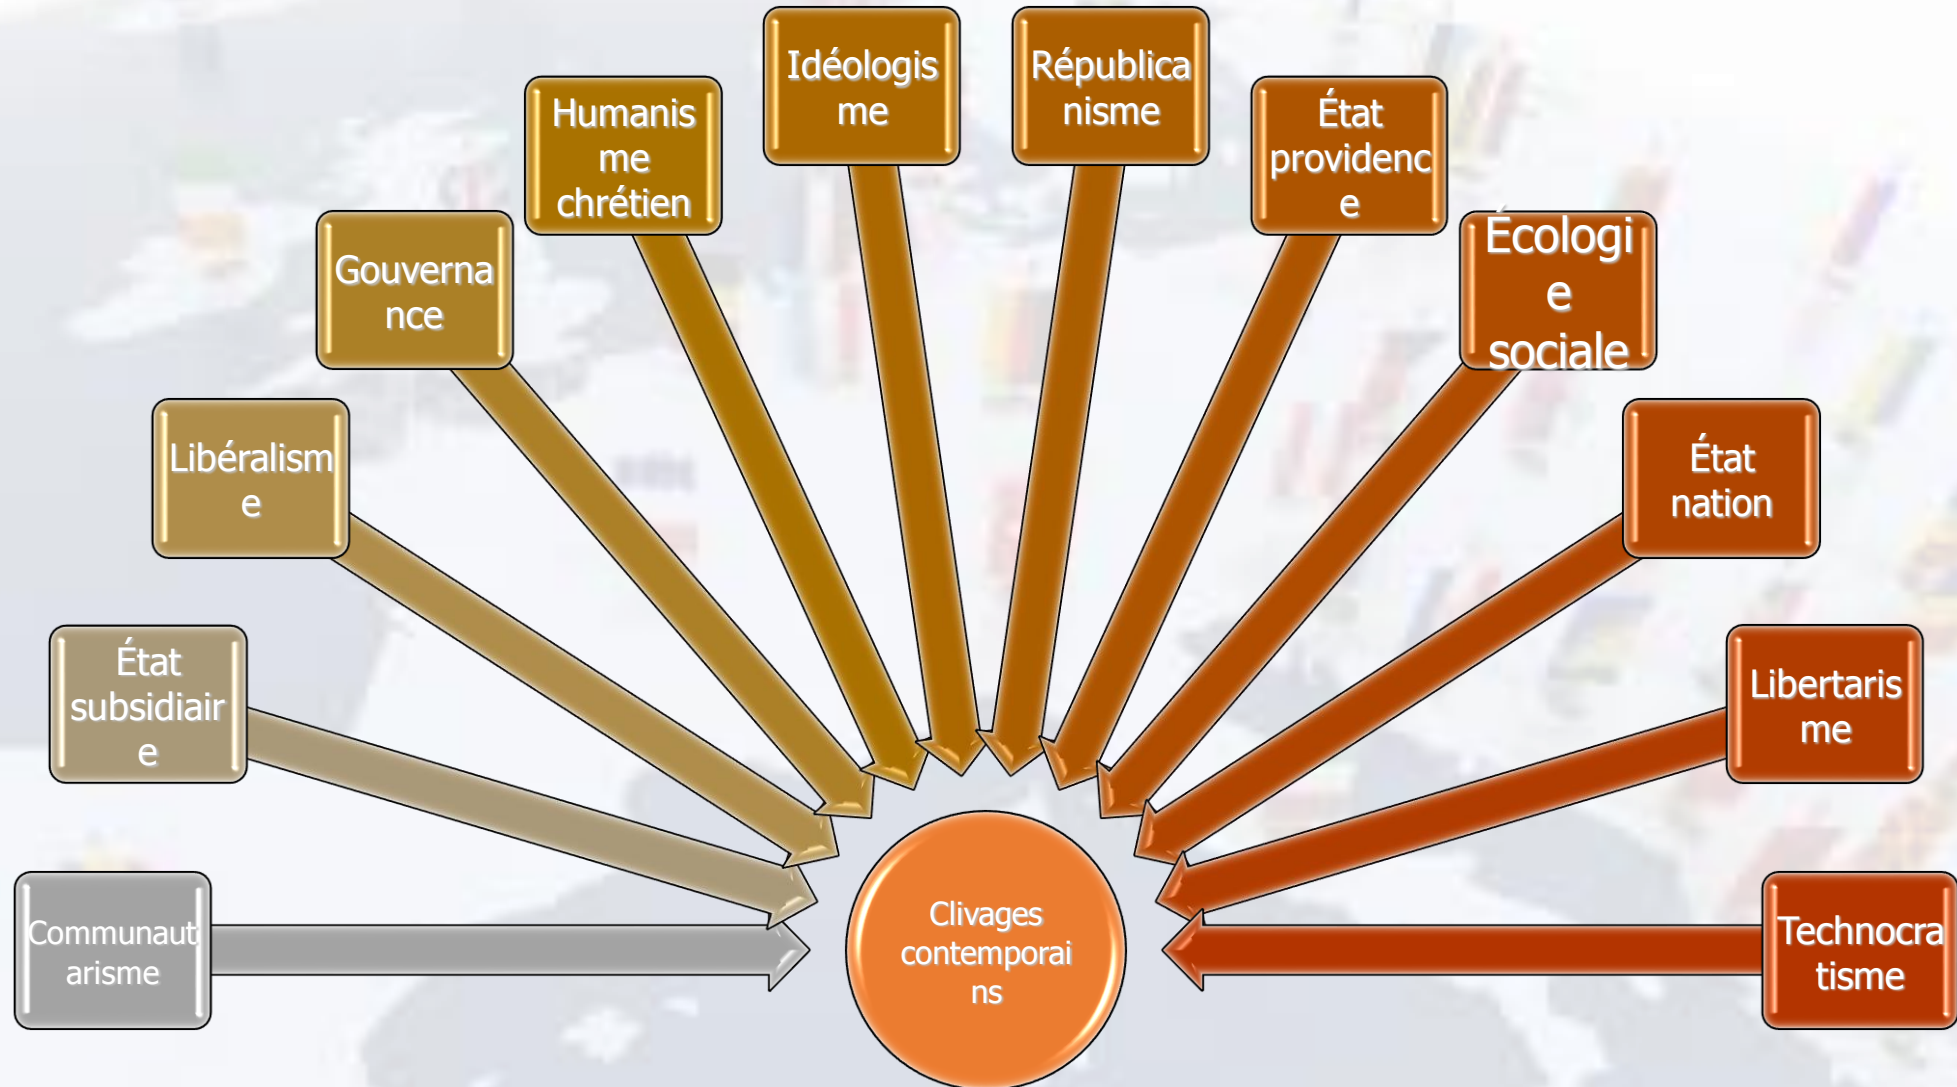 Communaut
arisme
État
subsidiair
e
Libéralism
e
Gouverna
nce
Humanis
me
chrétien
Idéologis
me
Républica
nisme
État
providenc
e
Écologi
e
sociale
État
nation
Libertaris
me
Technocra
tisme
Clivages
contemporai
ns